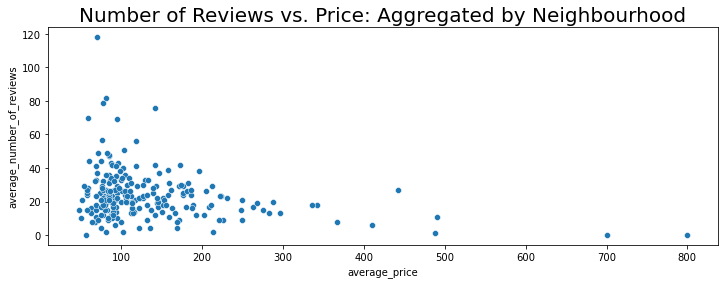 Number of Reviews vs. Price: Aggregated by Neighbourhood
120
100
80
60
40
20
0
average_number_of_reviews
100 200 300 400 500 600 700 800
average_price